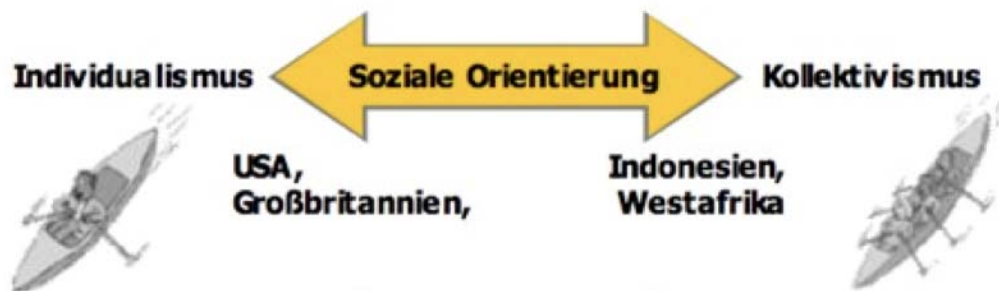 Individualismus Soziale Orientierung Kollektivismus
USA, Indonesien,
Großbritannien, Westafrika